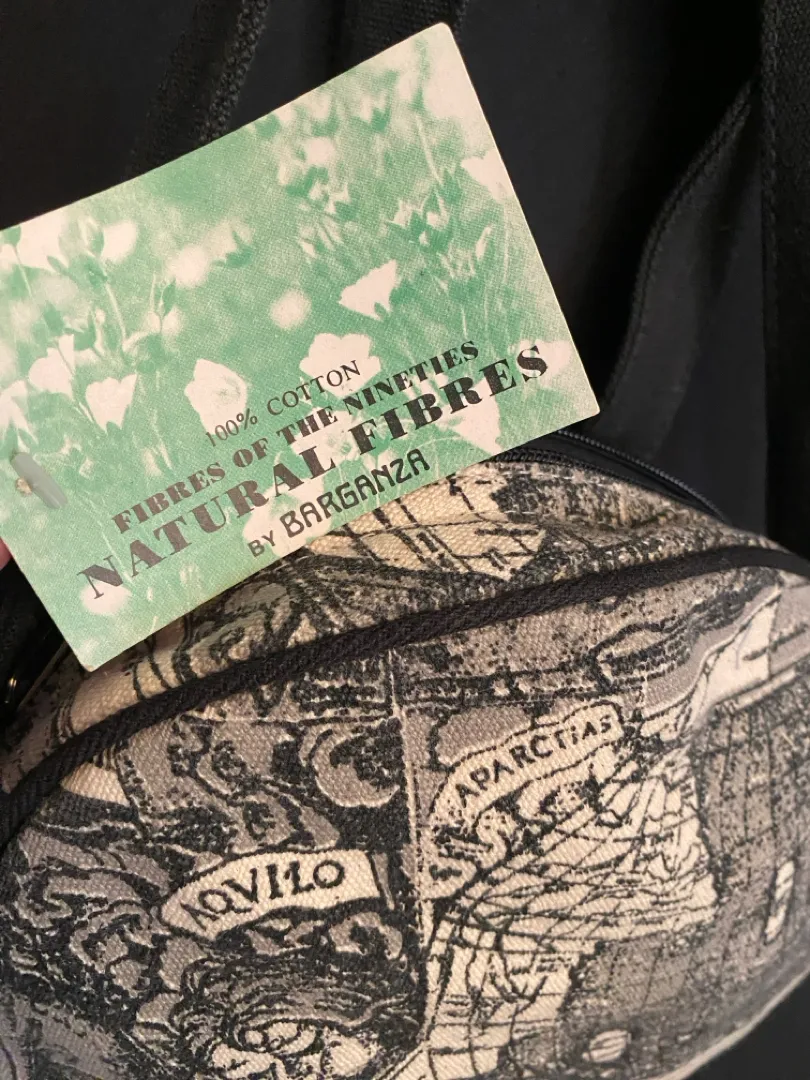 100% COTTON
FIBRES OF THE NINETIES
NATURAL FIBRES
BY BARGANZA
APARCTiAS
AQVILO